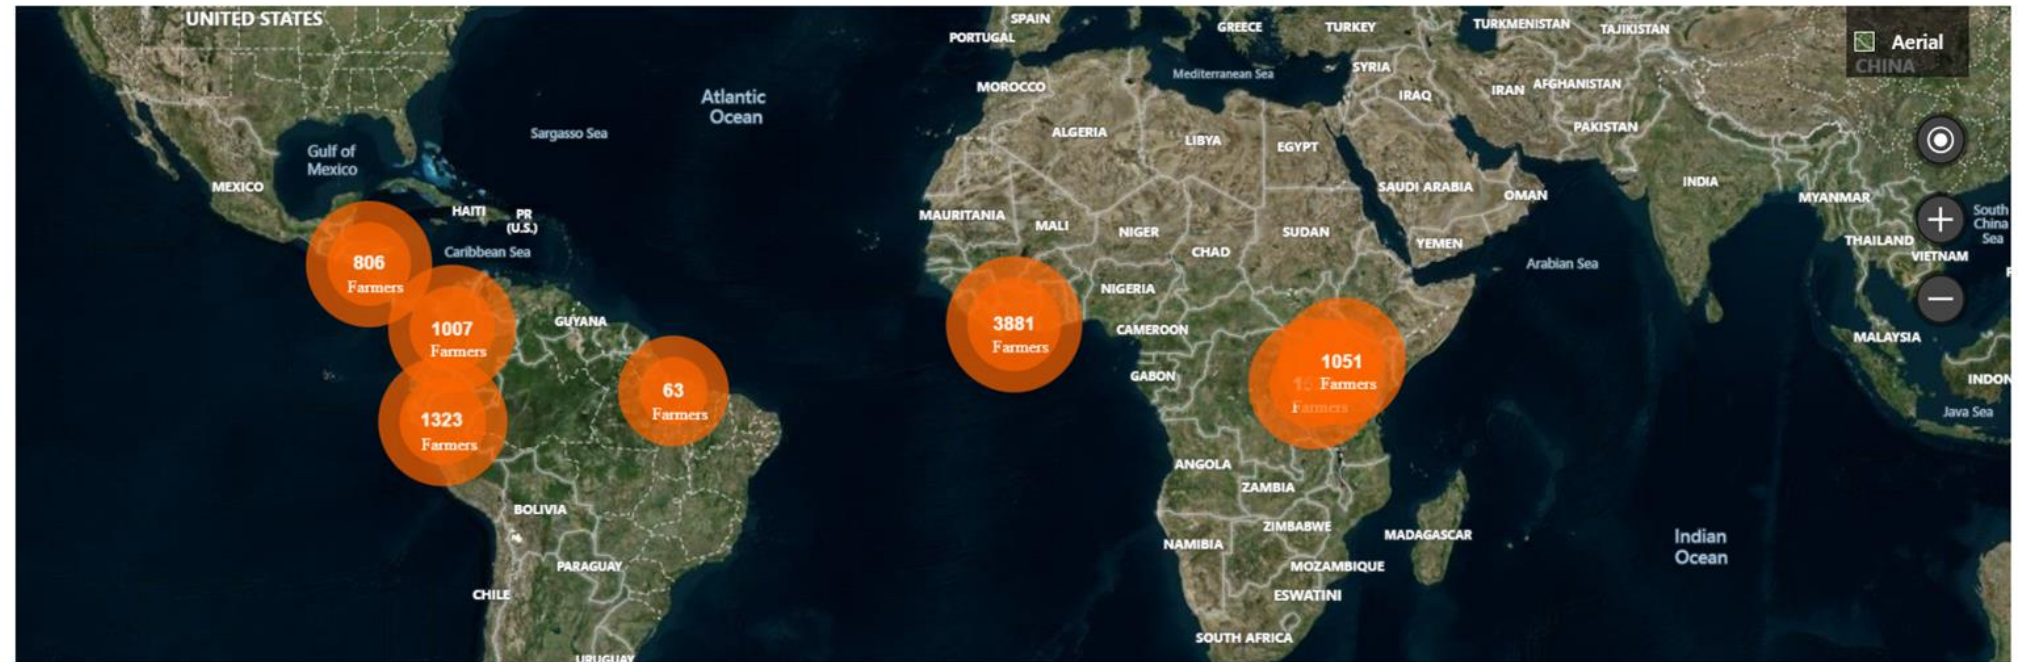 UNITED STATES
SPAIN
PORTUGAL
GREECE
TURKEY
TURKMENISTAN
TAJIKISTAN
Aerial
CHINA
Mediterranean Sea
SYRIA
MOROCCO
IRAQ
IRAN
AFGHANISTAN
Atlantic
Ocean
Sargasso Sea
ALGERIA
LIBYA
EGYPT
PAKISTAN
Gulf of
Mexico
MEXICO
SAUDI ARABIA
OMAN
INDIA
MYANMAR
HAITI
PR
(U.S.)
MAURITANIA
MALI
NIGER
CHAD
SUDAN
YEMEN
South
China
Sea
THAILAND
VIETNAM
Caribbean Sea
Arabian Sea
806
Farmers
NIGERIA
1007
Farmers
GUYANA
3881
Farmers
CAMEROON
MALAYSIA
63
Farmers
GABON
1051
Farmers
Farmers
INDON
Java Sea
1323
Farmers
ANGOLA
ZAMBIA
BOLIVIA
ZIMBABWE
NAMIBIA
MADAGASCAR
Indian
Ocean
PARAGUAY
MOZAMBIQUE
CHILE
ESWATINI
SOUTH AFRICA
URUGUAY